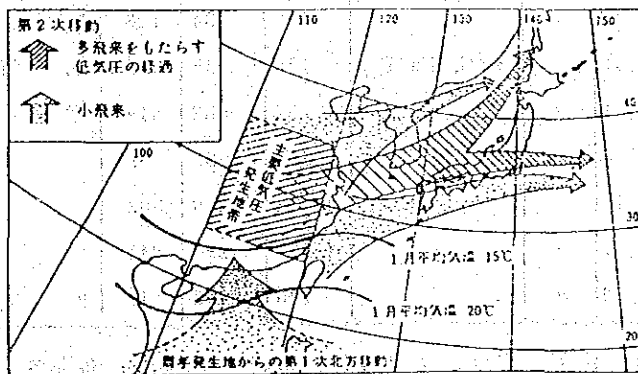 第2次移動
多飛来をもたらす
低気圧の経過
小飛来
100
110
120
130
140
150
40
30
20
主要低気圧
発生地帯
1月平均気温 15℃
1月平均気温 20℃
周年発生地からの第1次北方移動